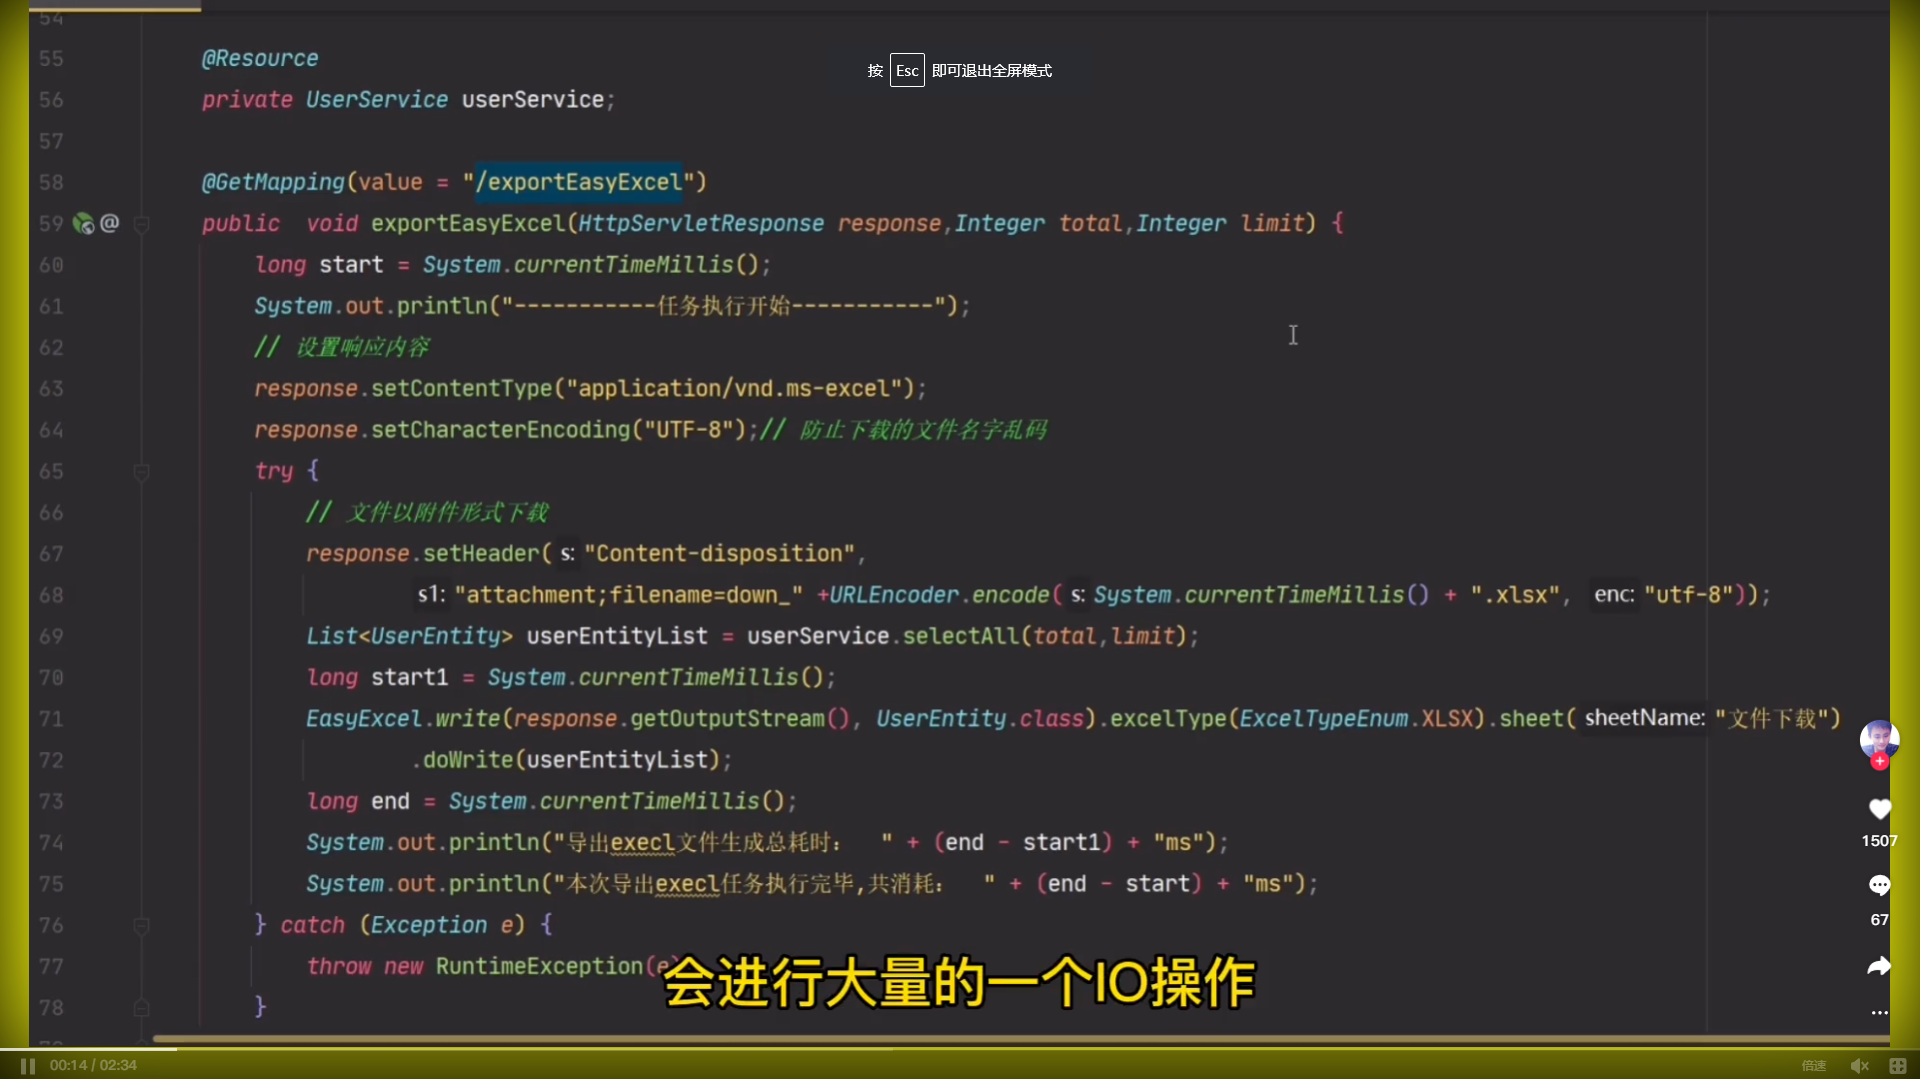 54
按 Esc 即可退出全屏模式
55 @Resource
56 private UserService userService;
57
58 @GetMapping(value = "/exportEasyExcel")
59 @ public void exportEasyExcel(HttpServletResponse response,Integer total,Integer limit) {
60 long start = System.currentTimeMillis();
61 System.out.println("-----------任务执行开始-----------");
62 // 设置响应内容
63 response.setContentType("application/vnd.ms-excel");
64 response.setCharacterEncoding("UTF-8");// 防止下载的文件名字乱码
65 try {
66 // 文件以附件形式下载
67 response.setHeader( s: "Content-disposition",
68 s1: "attachment;filename=down_" +URLEncoder.encode( s: System.currentTimeMillis() + ".xlsx", enc: "utf-8"));
69 List<UserEntity> userEntityList = userService.selectAll(total,limit);
70 long start1 = System.currentTimeMillis();
71 EasyExcel.write(response.getOutputStream(), UserEntity.class).excelType(ExcelTypeEnum.XLSX).sheet( sheetName: "文件下载")
72 .doWrite(userEntityList);
73 long end = System.currentTimeMillis();
74 System.out.println("导出execl文件生成总耗时： " + (end - start1) + "ms");
75 System.out.println("本次导出execl任务执行完毕,共消耗： " + (end - start) + "ms");
76 } catch (Exception e) {
77 throw new RuntimeException(e
78 }
会进行大量的一个IO操作
1507
67
00:14 / 02:34
倍速